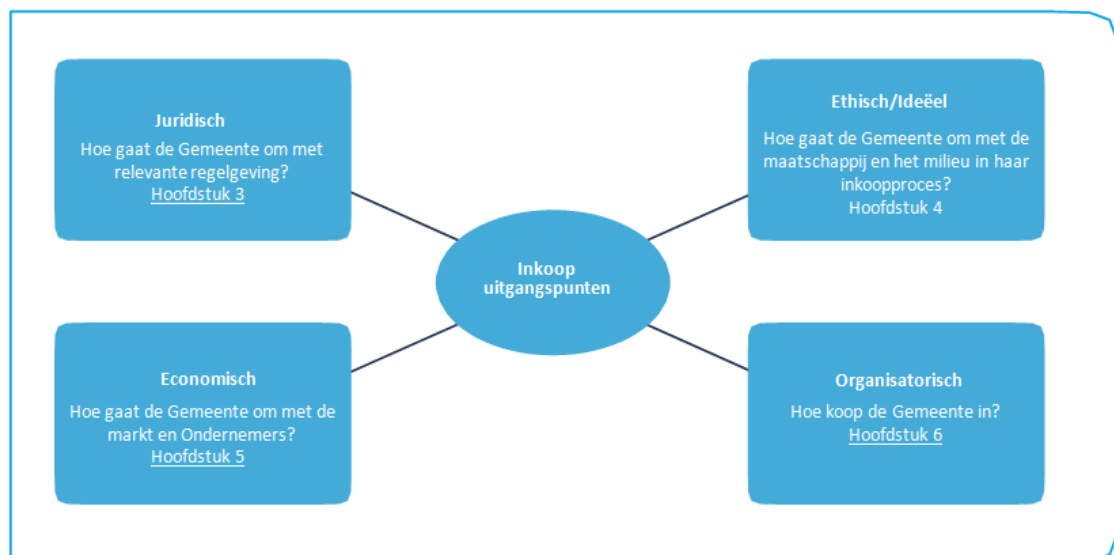 Juridisch
Hoe gaat de Gemeente om met
relevante regelgeving?
Hoofdstuk 3
Ethisch/Ideëel
Hoe gaat de Gemeente om met de
maatschappij en het milieu in haar
inkoopproces?
Hoofdstuk 4
Inkoop
uitgangspunten
Economisch
Hoe gaat de Gemeente om met de
markt en Ondernemers?
Hoofdstuk 5
Organisatorisch
Hoe koop de Gemeente in?
Hoofdstuk 6